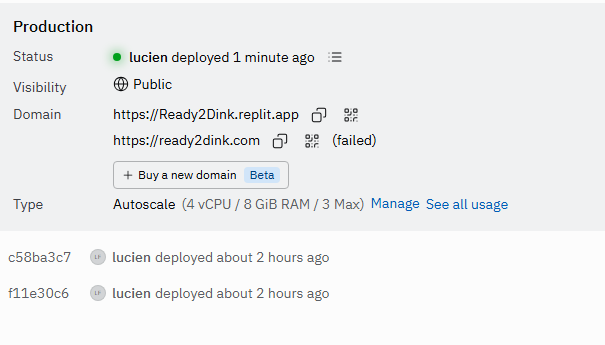 Production
Status lucien deployed 1 minute ago
Visibility Public
Domain https://Ready2Dink.replit.app
https://ready2dink.com (failed)
+ Buy a new domain Beta
Type Autoscale (4 vCPU / 8 GiB RAM / 3 Max) Manage See all usage
c58ba3c7 LF lucien deployed about 2 hours ago
f11e30c6 LF lucien deployed about 2 hours ago